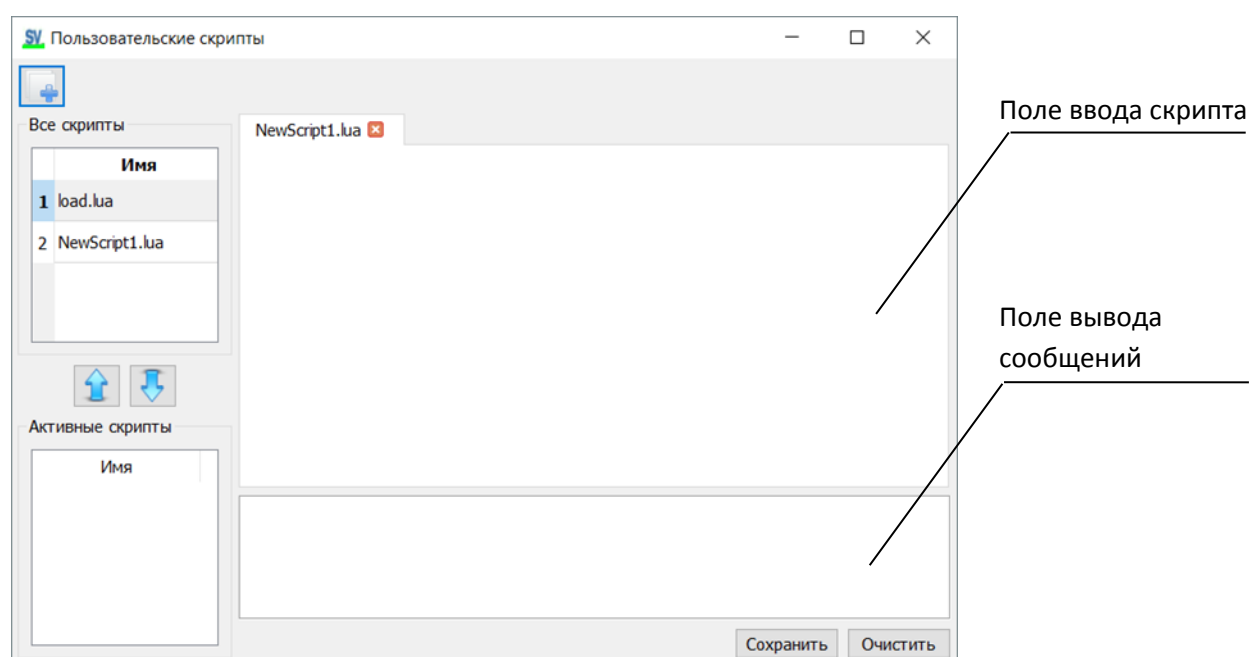 SV Пользовательские скрипты
Поле ввода скрипта
Все скрипты
NewScript1.lua
Имя
1 load.lua
2 NewScript1.lua
Поле вывода
сообщений
Активные скрипты
Имя
Сохранить Очистить